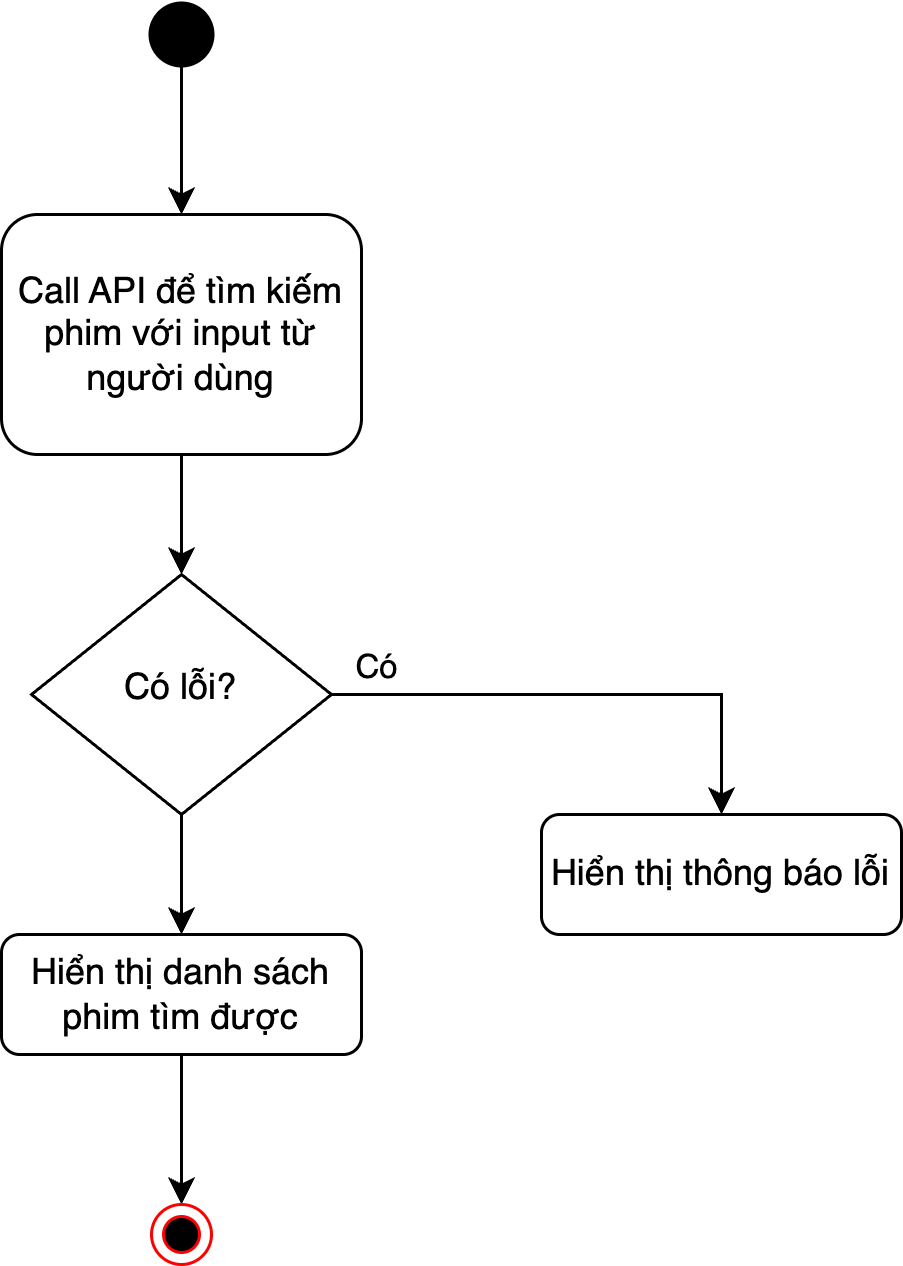 Call API để tìm kiếm
phim với input từ
người dùng
Có lỗi?
Có
Hiển thị thông báo lỗi
Hiển thị danh sách
phim tìm được